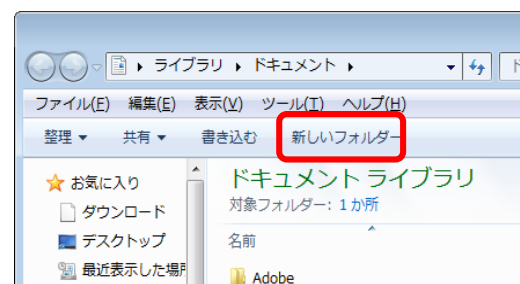 ライブラリ ドキュメント
ファイル(F) 編集(E) 表示(V) ツール(T) ヘルプ(H)
整理 共有 書き込む 新しいフォルダー
お気に入り
ダウンロード
デスクトップ
最近表示した場所
ドキュメント ライブラリ
対象フォルダー: 1 か所
名前
Adobe